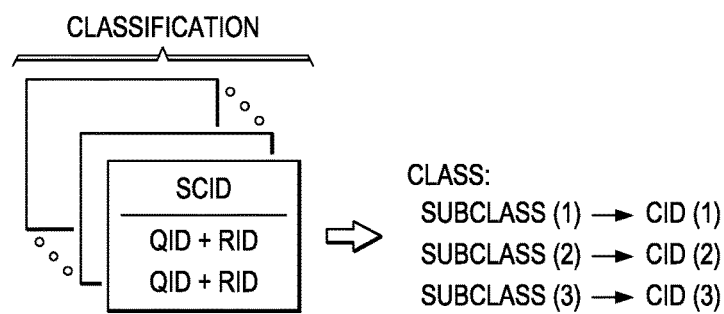 CLASSIFICATION
SCID
QID + RID
QID + RID
CLASS:
SUBCLASS (1) → CID (1)
SUBCLASS (2) → CID (2)
SUBCLASS (3) → CID (3)